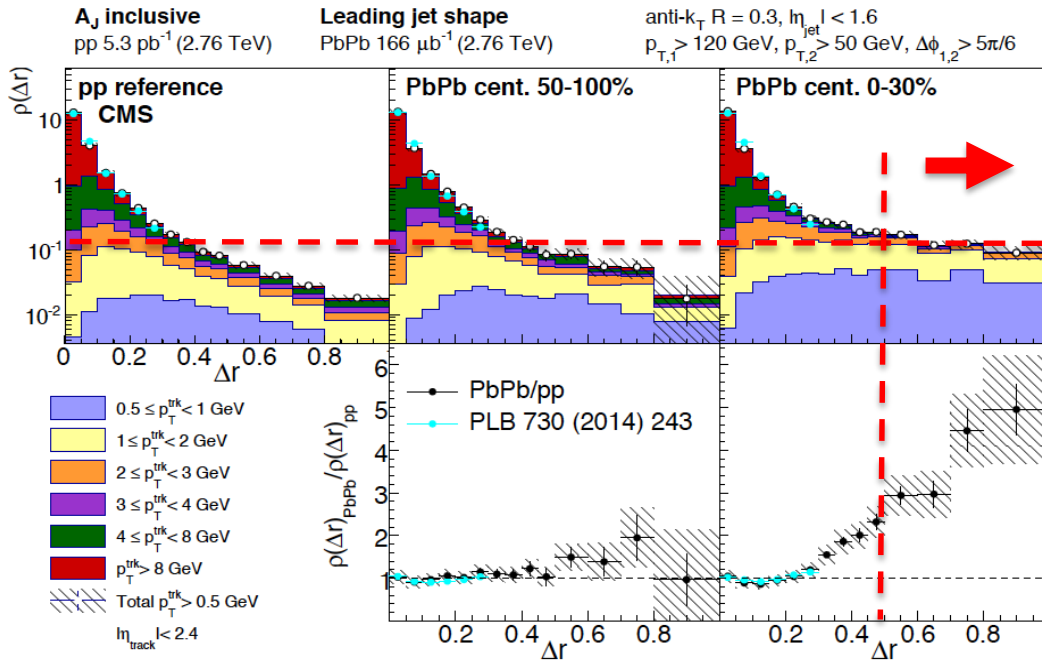 A_J inclusive
pp 5.3 pb⁻¹ (2.76 TeV)
Leading jet shape
PbPb 166 μb⁻¹ (2.76 TeV)
anti-k_T R = 0.3, |η_jet| < 1.6
p_T,1 > 120 GeV, p_T,2 > 50 GeV, Δϕ_1,2 > 5π/6
ρ(Δr)
pp reference
CMS
PbPb cent. 50-100%
PbPb cent. 0-30%
10
1
10⁻¹
10⁻²
0 0.2 0.4 0.6 0.8
Δr
0.5 ≤ p_T^trk < 1 GeV
1 ≤ p_T^trk < 2 GeV
2 ≤ p_T^trk < 3 GeV
3 ≤ p_T^trk < 4 GeV
4 ≤ p_T^trk < 8 GeV
p_T^trk > 8 GeV
Total p_T^trk > 0.5 GeV
|η_track| < 2.4
ρ(Δr)_PbPb/ρ(Δr)_pp
6
5
4
3
2
1
PbPb/pp
PLB 730 (2014) 243
0.2 0.4 0.6 0.8
Δr
0.2 0.4 0.6 0.8
Δr